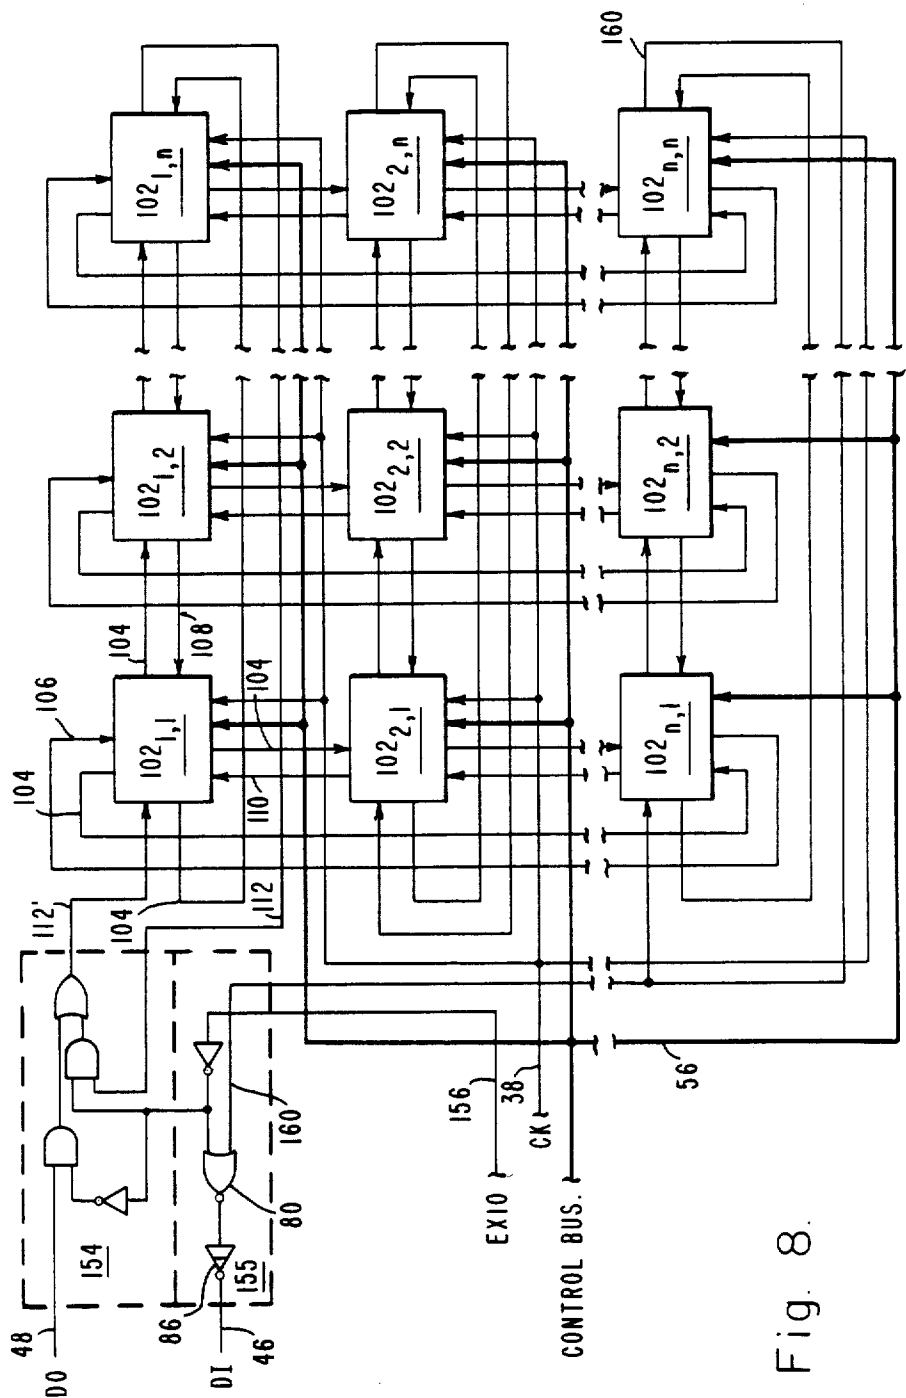 106
104
104
108
160
102 1,1
102 1,2
102 1,n
112'
104
104
110
112
48
DO
154
102 2,1
102 2,2
102 2,n
86
80
160
155
DI
46
156
EXIO
38
CK
CONTROL BUS.
102 n,1
102 n,2
102 n,n
56
Fig. 8.